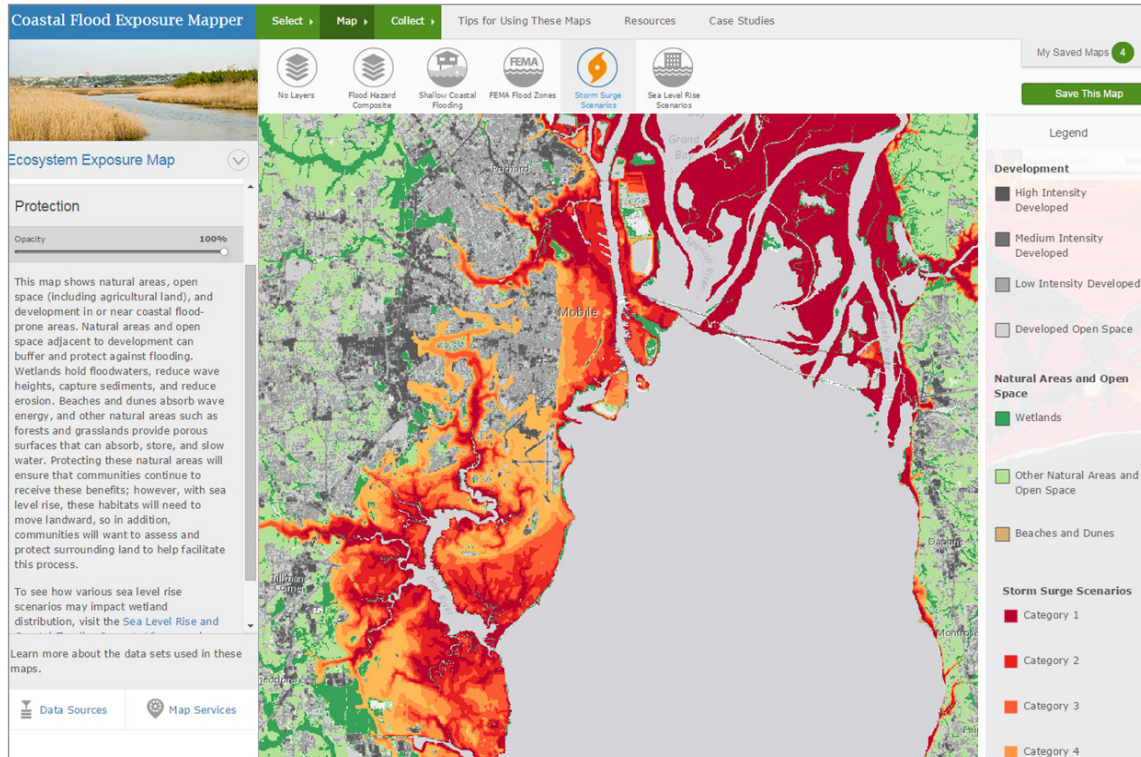 Coastal Flood Exposure Mapper
Select
Map
Collect
Tips for Using These Maps
Resources
Case Studies
No Layers
Flood Hazard
Composite
Shallow Coastal
Flooding
FEMA
FEMA Flood Zones
Storm Surge
Scenarios
Sea Level Rise
Scenarios
My Saved Maps 4
Save This Map
Ecosystem Exposure Map
Protection
Opacity 100%
This map shows natural areas, open
space (including agricultural land), and
development in or near coastal flood-
prone areas. Natural areas and open
space adjacent to development can
buffer and protect against flooding.
Wetlands hold floodwaters, reduce wave
heights, capture sediments, and reduce
erosion. Beaches and dunes absorb wave
energy, and other natural areas such as
forests and grasslands provide porous
surfaces that can absorb, store, and slow
water. Protecting these natural areas will
ensure that communities continue to
receive these benefits; however, with sea
level rise, these habitats will need to
move landward, so in addition,
communities will want to assess and
protect surrounding land to help facilitate
this process.
To see how various sea level rise
scenarios may impact wetland
distribution, visit the Sea Level Rise and
Learn more about the data sets used in these
maps.
Data Sources
Map Services
Prichard
Grand
Bay
Mobile
Daphne
Montrose
Legend
Development
High Intensity
Developed
Medium Intensity
Developed
Low Intensity Developed
Developed Open Space
Natural Areas and Open
Space
Wetlands
Other Natural Areas and
Open Space
Beaches and Dunes
Storm Surge Scenarios
Category 1
Category 2
Category 3
Category 4